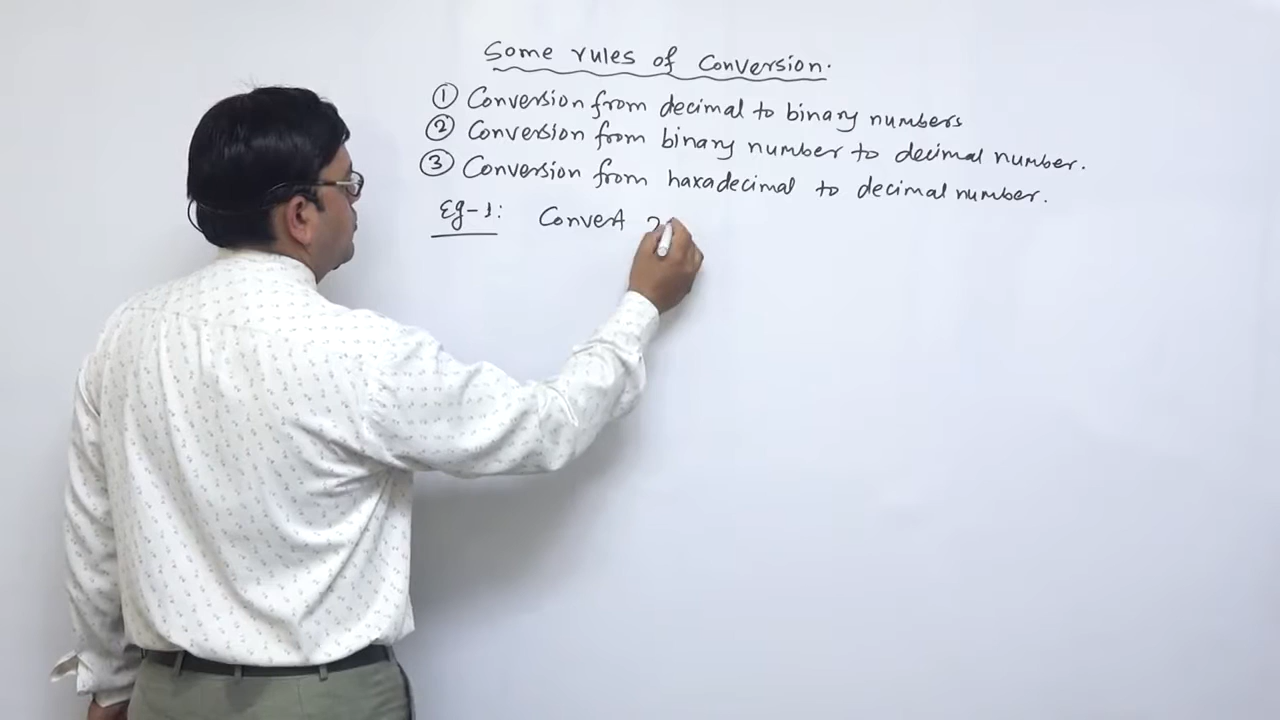 Some rules of Conversion.
① Conversion from decimal to binary numbers
② Conversion from binary number to decimal number.
③ Conversion from haxadecimal to decimal number.
Eg-1: Convert 2